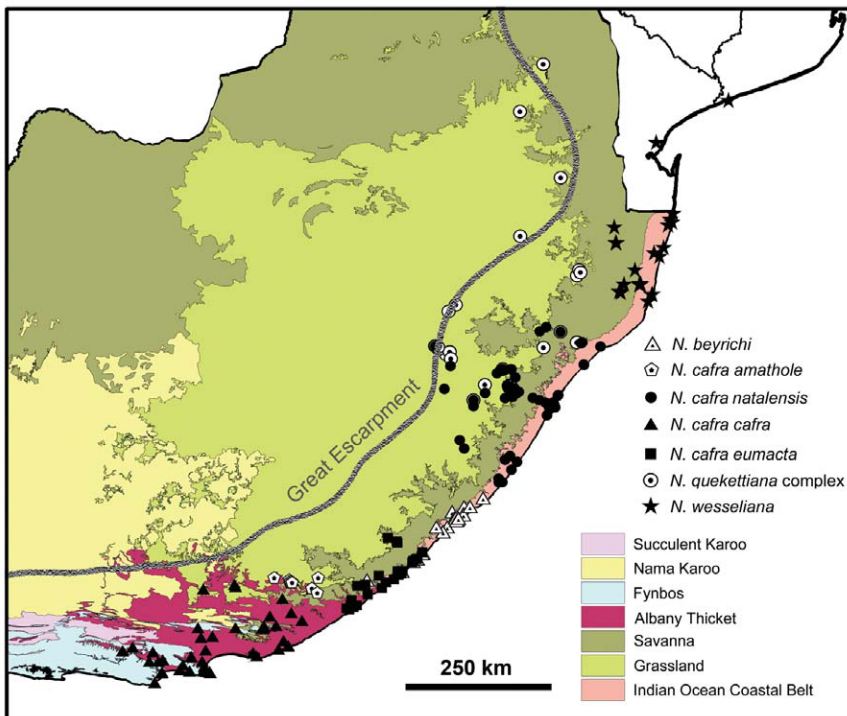 Great Escarpment
N. beyrichi
N. cafra amathole
N. cafra natalensis
N. cafra cafra
N. cafra eumacta
N. quekettiana complex
N. wesseliana
Succulent Karoo
Nama Karoo
Fynbos
Albany Thicket
Savanna
Grassland
Indian Ocean Coastal Belt
250 km